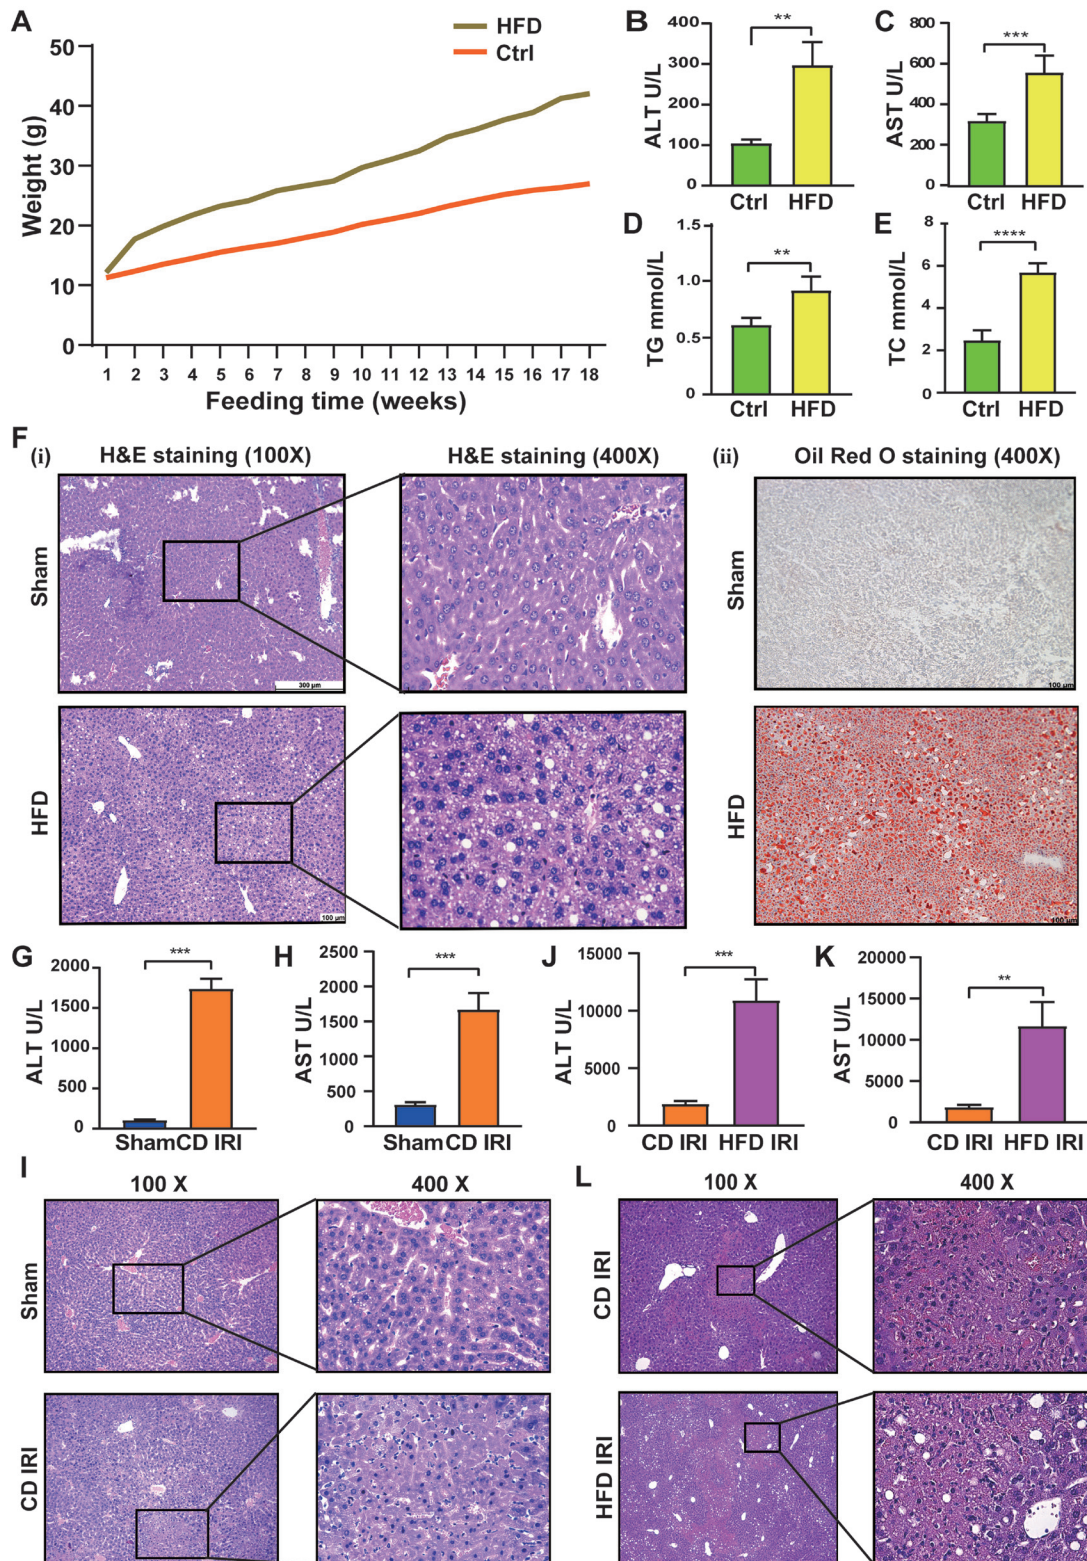 A
HFD
Ctrl
Weight (g)
50
40
30
20
10
0
1 2 3 4 5 6 7 8 9 10 11 12 13 14 15 16 17 18
Feeding time (weeks)
B
ALT U/L
400
300
200
100
0
**
Ctrl HFD
C
AST U/L
800
600
400
200
0
***
Ctrl HFD
D
TG mmol/L
1.5
1.0
0.5
0
**
Ctrl HFD
E
TC mmol/L
8
6
4
2
0
****
Ctrl HFD
F
(i)
H&E staining (100X)
H&E staining (400X)
(ii)
Oil Red O staining (400X)
Sham
300 µm
Sham
100 µm
HFD
100 µm
HFD
100 µm
G
ALT U/L
2000
1500
1000
500
0
***
Sham CD IRI
H
AST U/L
2500
2000
1500
1000
500
0
***
Sham CD IRI
J
ALT U/L
15000
10000
5000
0
***
CD IRI HFD IRI
K
AST U/L
20000
15000
10000
5000
0
**
CD IRI HFD IRI
I
100 X
400 X
Sham
CD IRI
L
100 X
400 X
CD IRI
HFD IRI